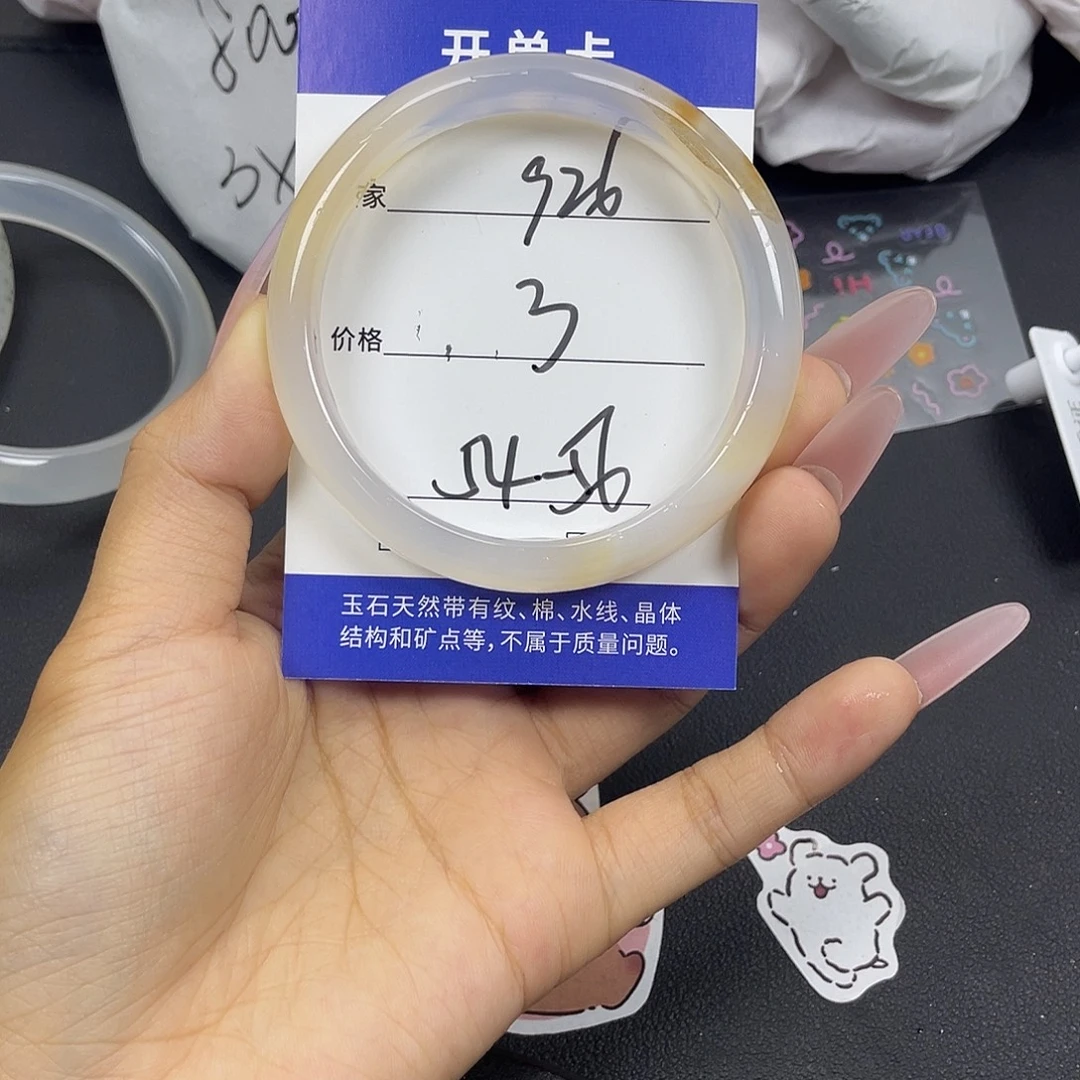 开单卡
家 926
价格 3
54-56
玉石天然带有纹、棉、水线、晶体
结构和矿点等,不属于质量问题。